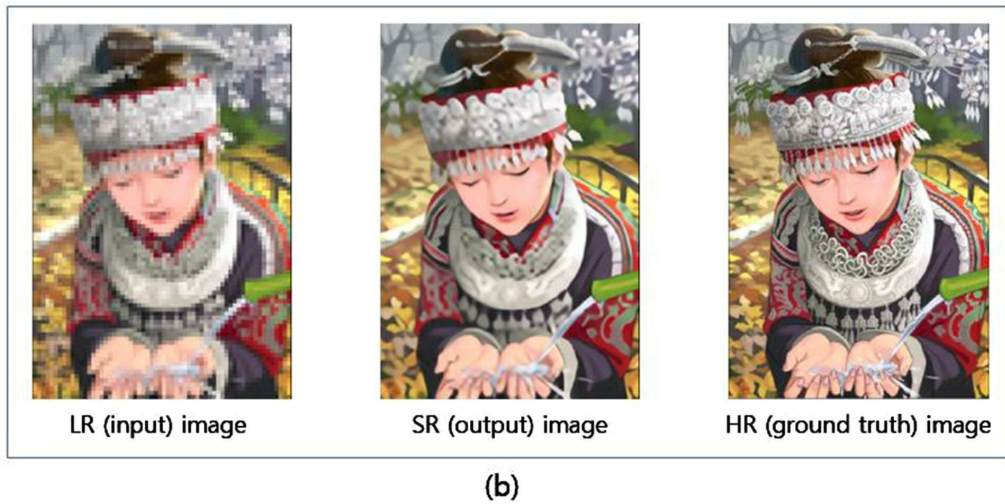 LR (input) image
SR (output) image
HR (ground truth) image
(b)